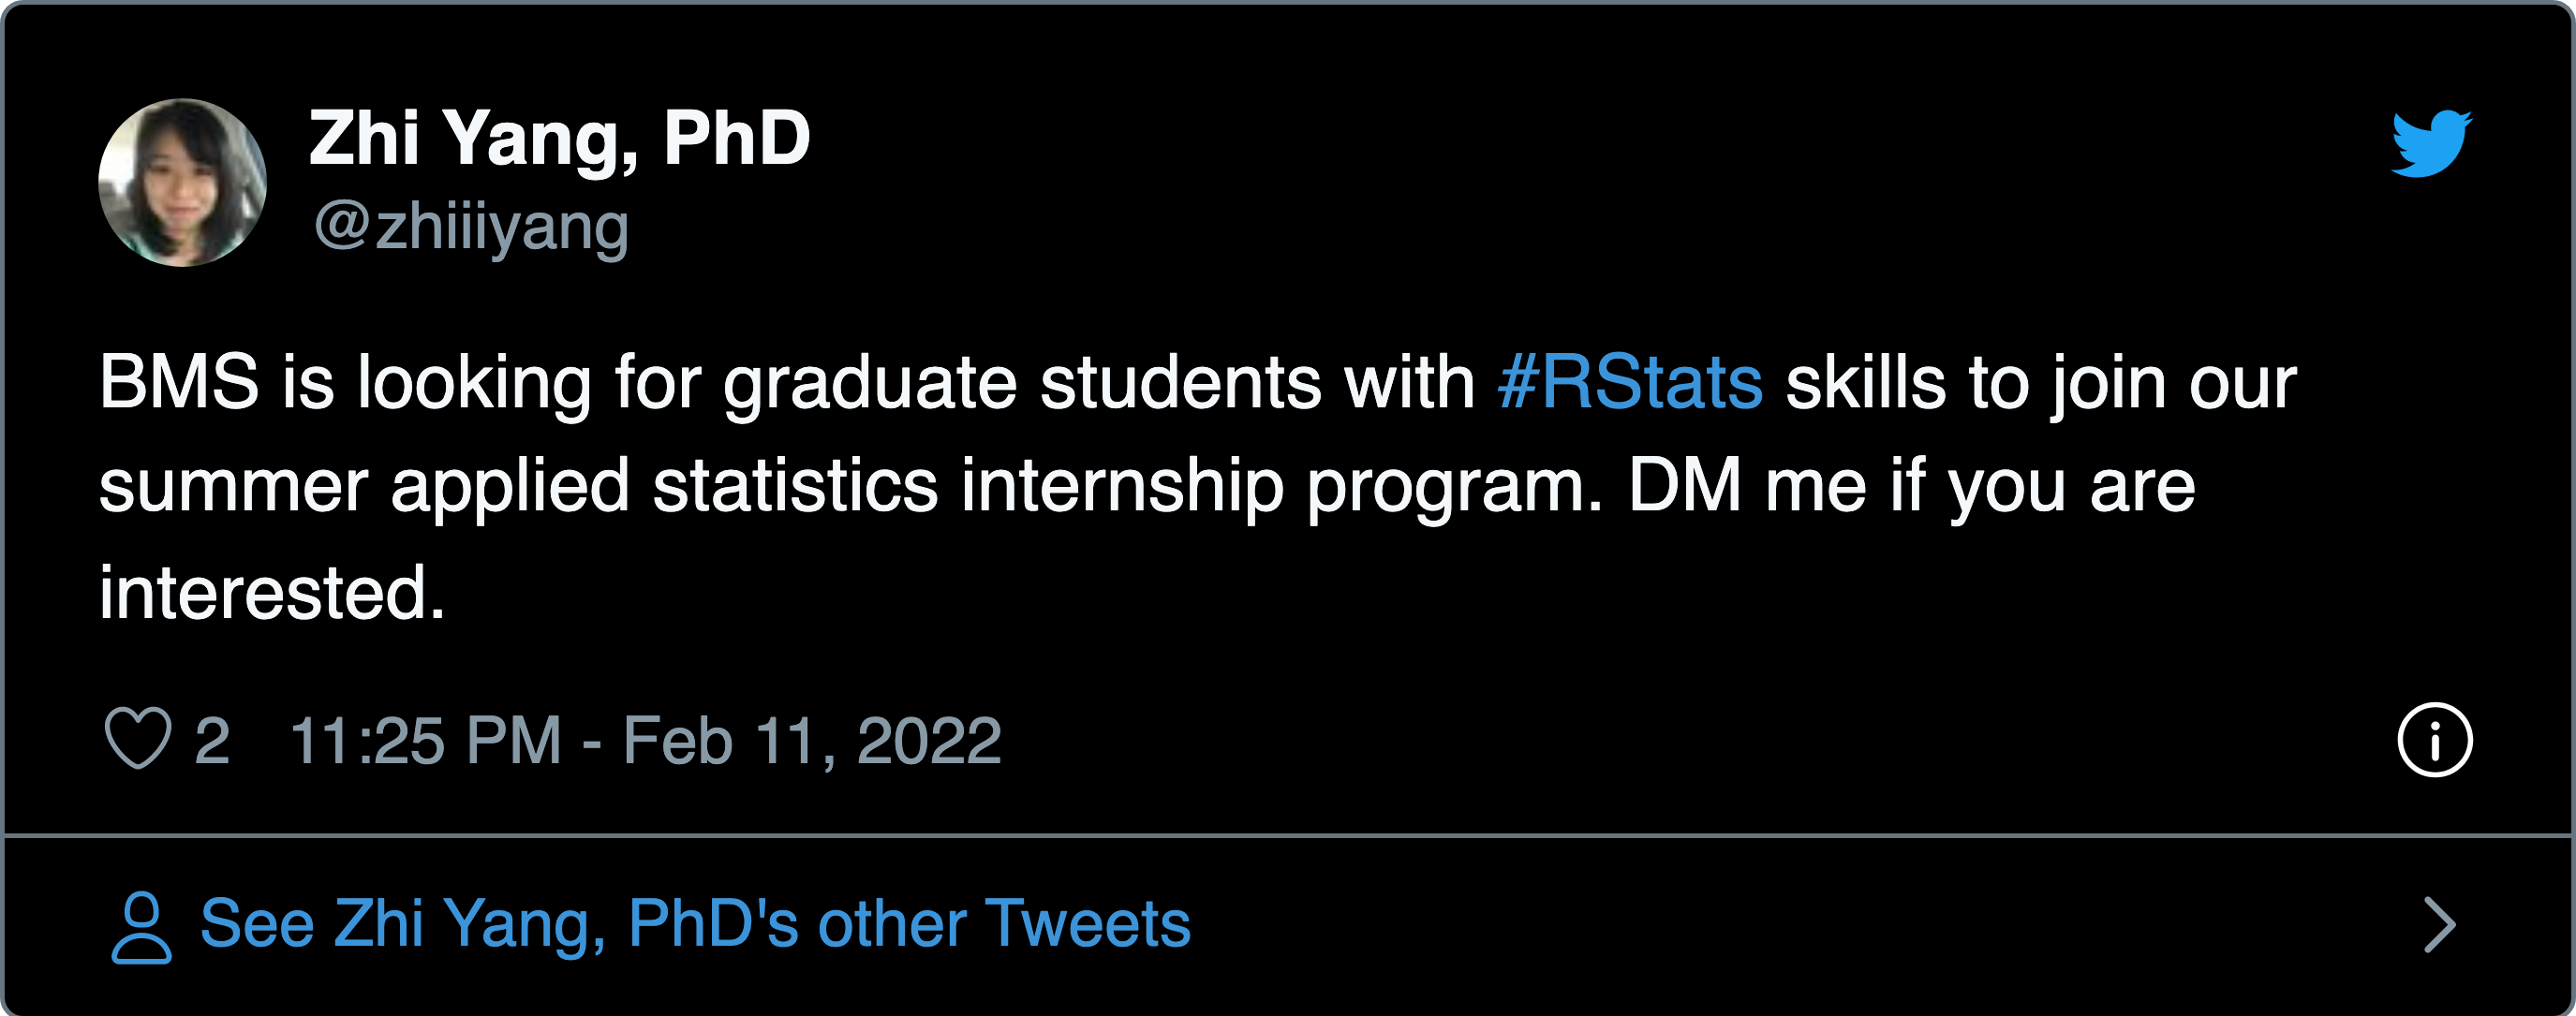 Zhi Yang, PhD
@zhiiiyang
BMS is looking for graduate students with #RStats skills to join our
summer applied statistics internship program. DM me if you are
interested.
2 11:25 PM - Feb 11, 2022
See Zhi Yang, PhD's other Tweets